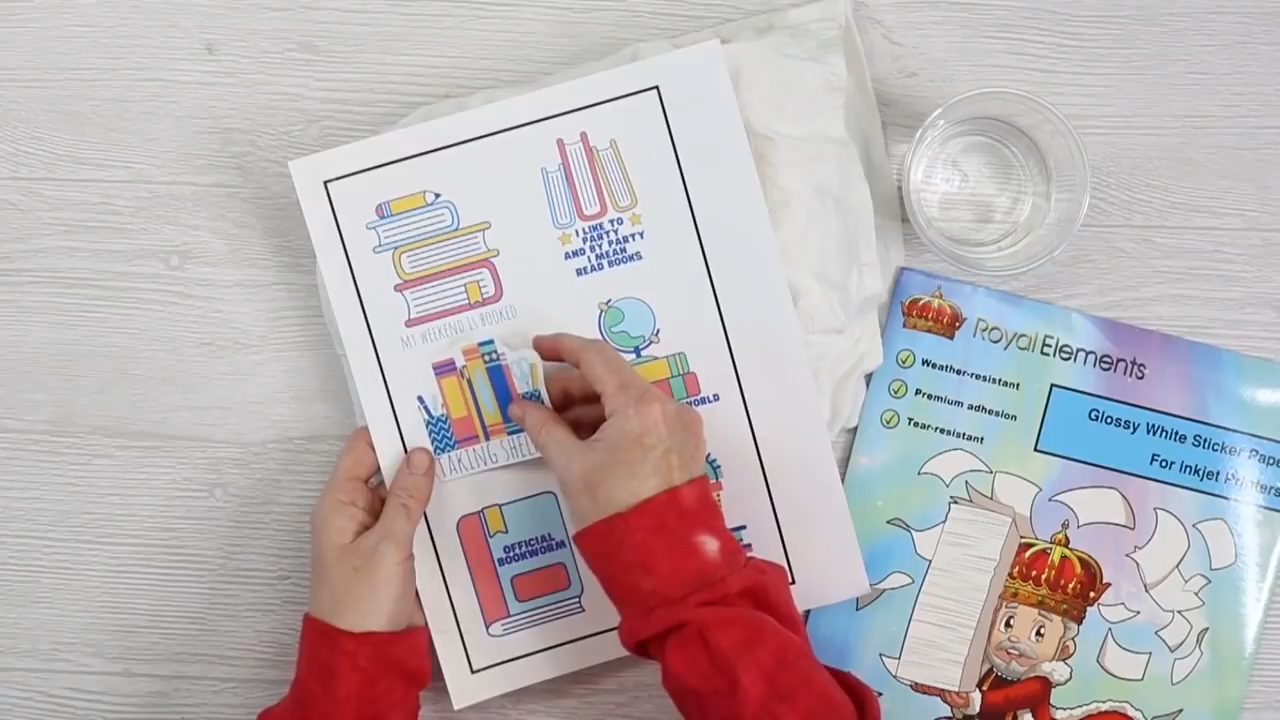 I LIKE TO
PARTY
AND BY PARTY
I MEAN
READ BOOKS.
MY WEEKEND IS BOOKED
WORLD
TAKING
OFFICIAL
BOOKWORM
Royal Elements
Weather-resistant
Premium adhesion
Tear-resistant
Glossy White Sticker Pape
For Inkjet Printers